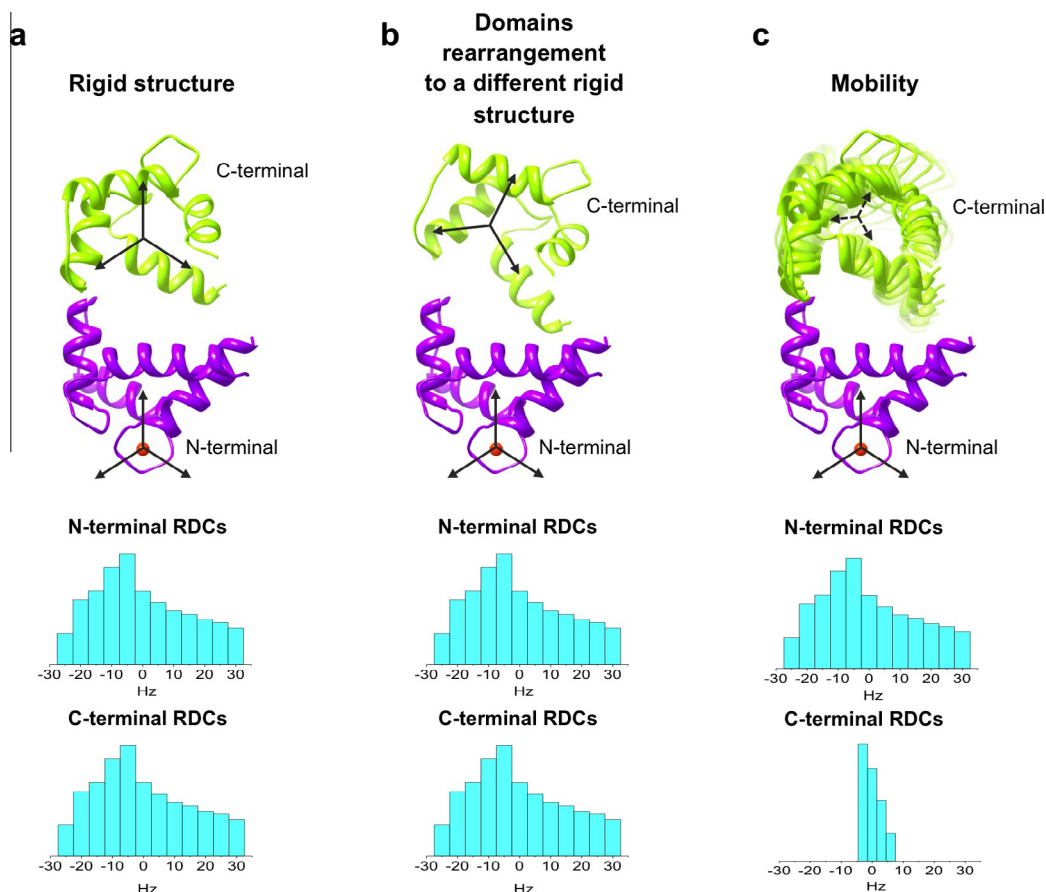 a
Rigid structure
C-terminal
N-terminal
N-terminal RDCs
-30 -20 -10 0 10 20 30
Hz
C-terminal RDCs
-30 -20 -10 0 10 20 30
Hz
b
Domains
rearrangement
to a different rigid
structure
C-terminal
N-terminal
N-terminal RDCs
-30 -20 -10 0 10 20 30
Hz
C-terminal RDCs
-30 -20 -10 0 10 20 30
Hz
c
Mobility
C-terminal
N-terminal
N-terminal RDCs
-30 -20 -10 0 10 20 30
Hz
C-terminal RDCs
-30 -20 -10 0 10 20 30
Hz